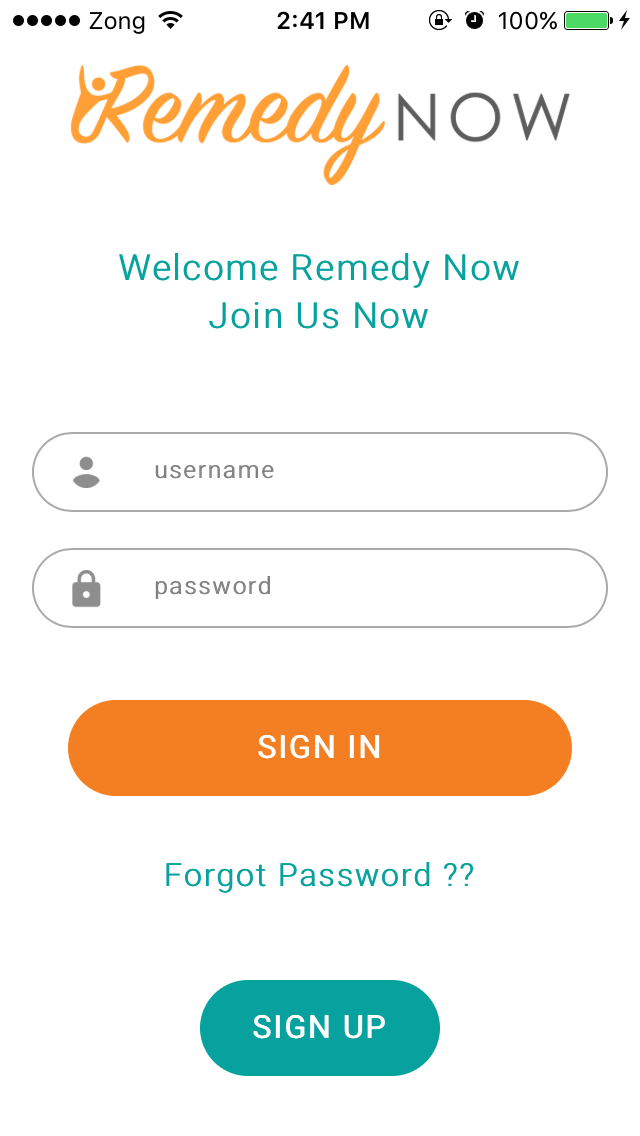 Zong 2:41 PM 100%
Remedy NOW
Welcome Remedy Now
Join Us Now
username
password
SIGN IN
Forgot Password ??
SIGN UP